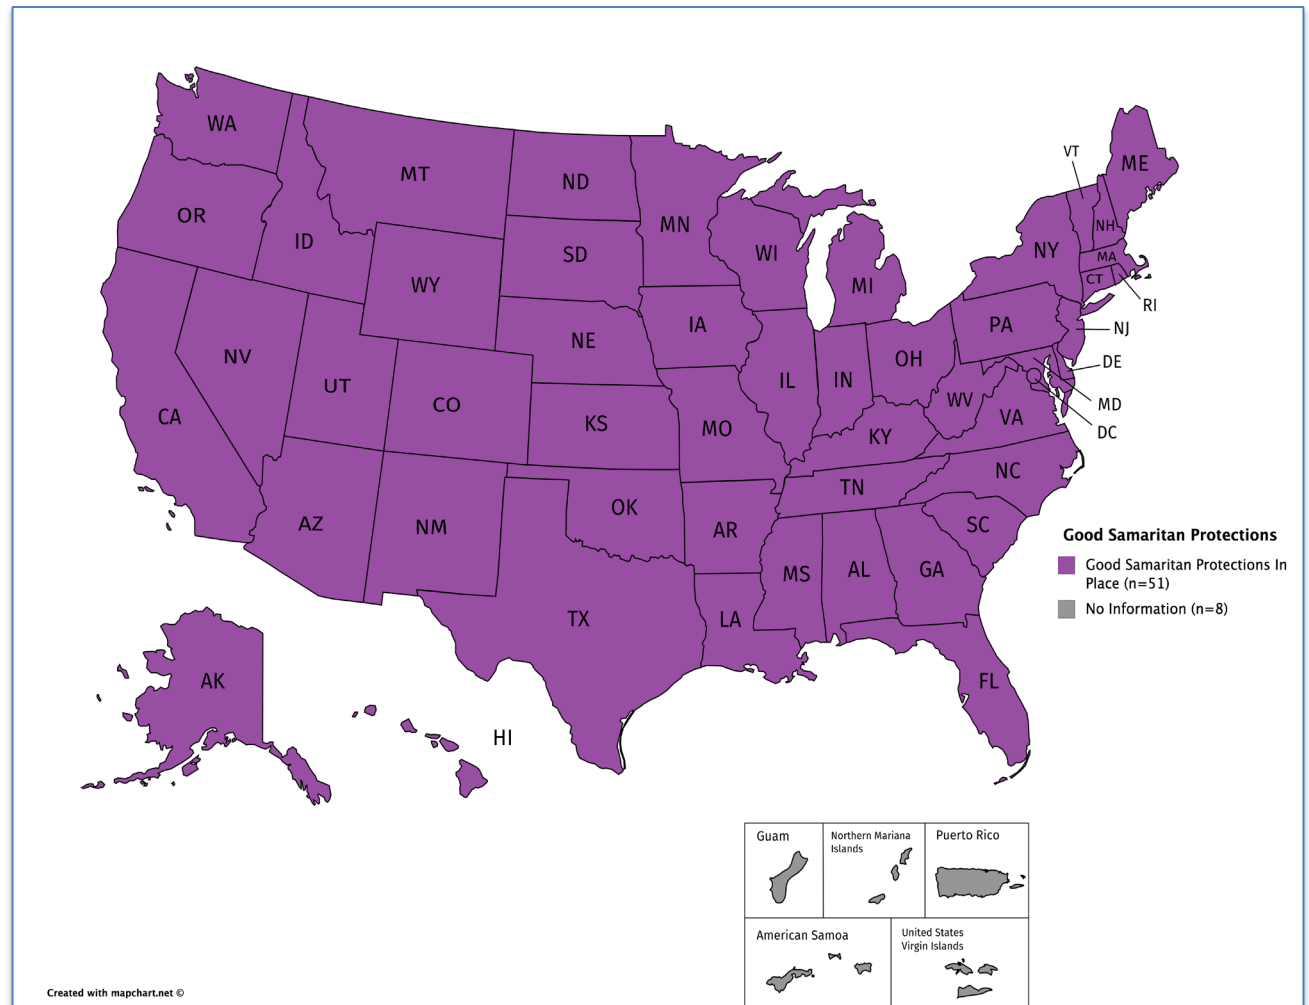 WA
MT
ND
MN
VT
ME
OR
ID
SD
WI
NY
NH
MA
WY
MI
CT
RI
IA
PA
NJ
NV
NE
OH
DE
UT
CO
IL
IN
WV
MD
CA
KS
MO
KY
VA
DC
NC
TN
AZ
NM
OK
AR
SC
MS
AL
GA
TX
LA
AK
HI
FL
Good Samaritan Protections
Good Samaritan Protections In
Place (n=51)
No Information (n=8)
Guam
Northern Mariana
Islands
Puerto Rico
American Samoa
United States
Virgin Islands
Created with mapchart.net ©